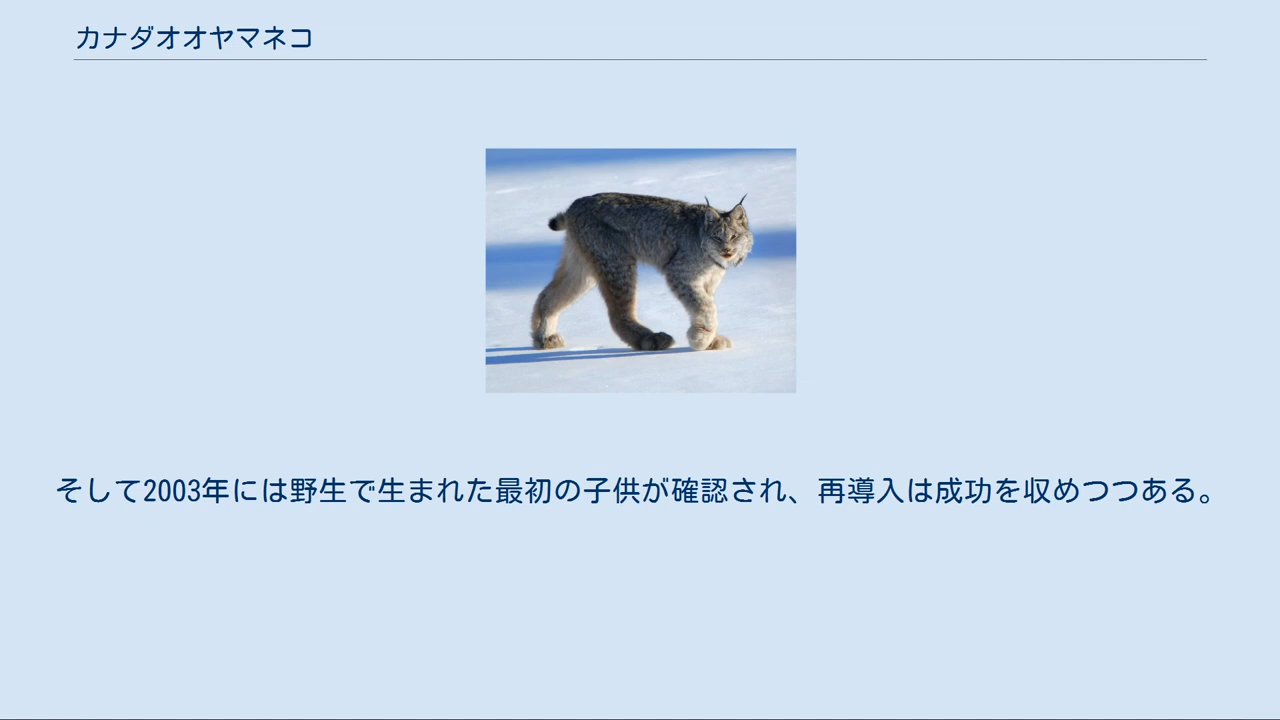 カナダオオヤマネコ
そして2003年には野生で生まれた最初の子供が確認され、再導入は成功を収めつつある。